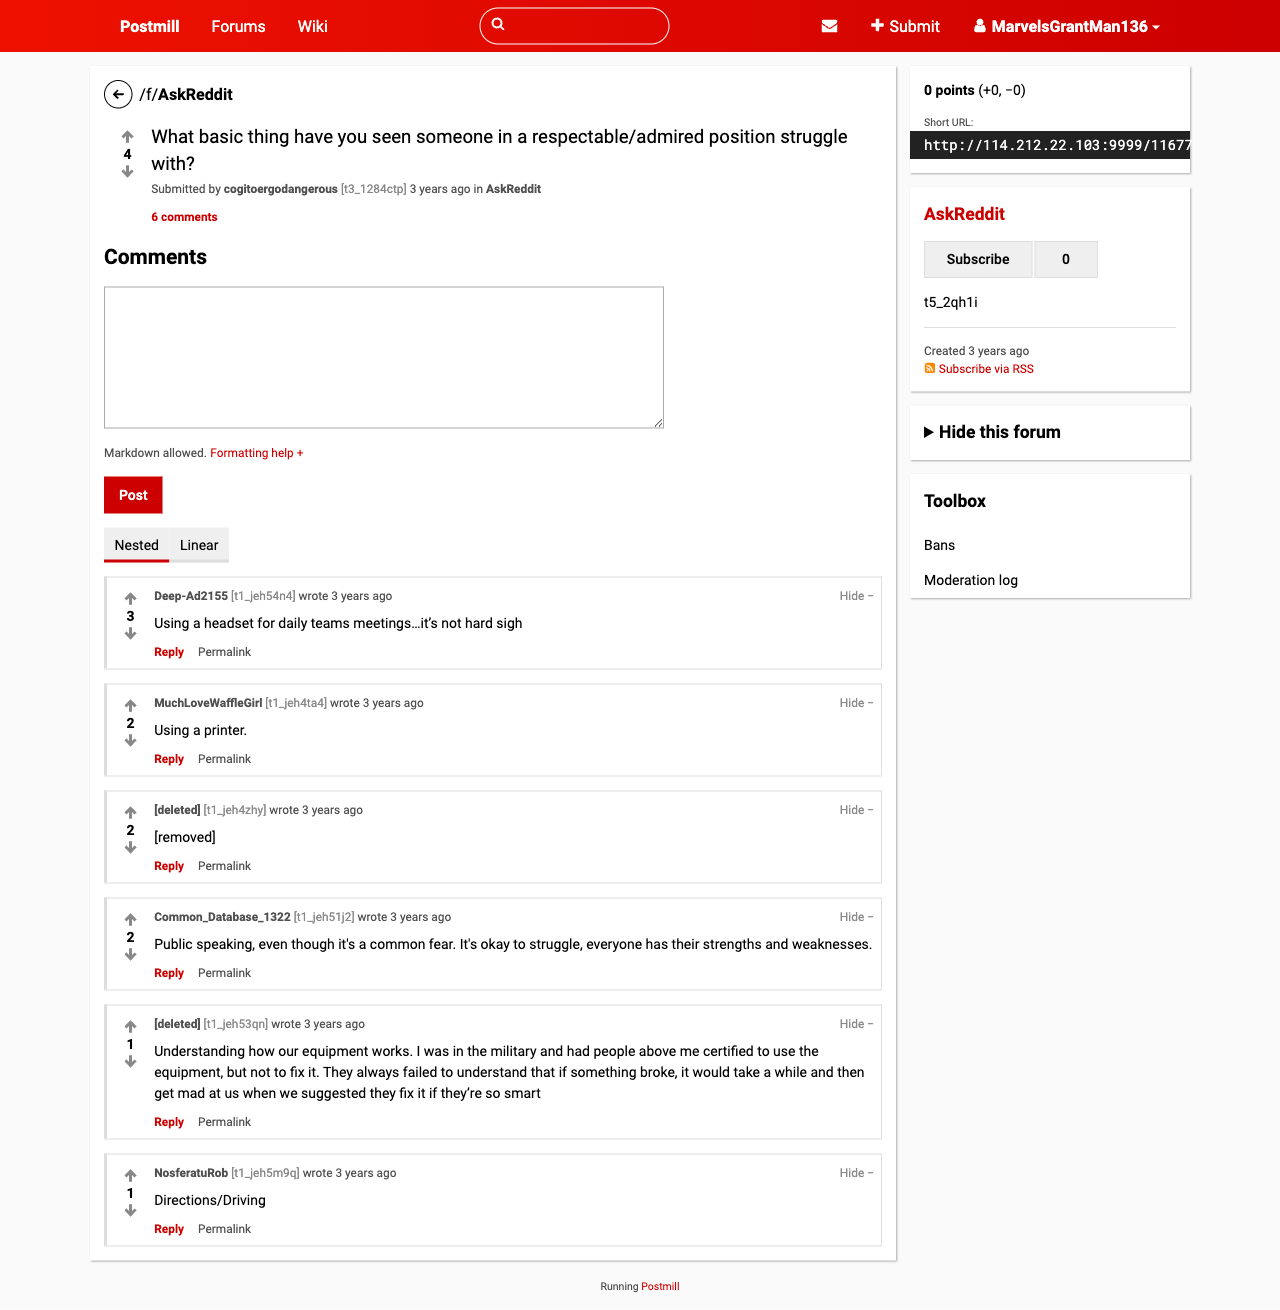 Postmill
Forums
Wiki
Submit
MarvelsGrantMan136
/f/AskReddit
4
What basic thing have you seen someone in a respectable/admired position struggle
with?
Submitted by cogitoergodangerous [t3_1284ctp] 3 years ago in AskReddit
6 comments
Comments
Markdown allowed. Formatting help +
Post
Nested
Linear
Deep-Ad2155 [t1_jeh54n4] wrote 3 years ago
Hide −
3
Using a headset for daily teams meetings…it’s not hard sigh
Reply
Permalink
MuchLoveWaffleGirl [t1_jeh4ta4] wrote 3 years ago
Hide −
2
Using a printer.
Reply
Permalink
[deleted] [t1_jeh4zhy] wrote 3 years ago
Hide −
2
[removed]
Reply
Permalink
Common_Database_1322 [t1_jeh51j2] wrote 3 years ago
Hide −
2
Public speaking, even though it's a common fear. It's okay to struggle, everyone has their strengths and weaknesses.
Reply
Permalink
[deleted] [t1_jeh53qn] wrote 3 years ago
Hide −
1
Understanding how our equipment works. I was in the military and had people above me certified to use the
equipment, but not to fix it. They always failed to understand that if something broke, it would take a while and then
get mad at us when we suggested they fix it if they’re so smart
Reply
Permalink
NosferatuRob [t1_jeh5m9q] wrote 3 years ago
Hide −
1
Directions/Driving
Reply
Permalink
0 points (+0, −0)
Short URL:
http://114.212.22.103:9999/11677
AskReddit
Subscribe
0
t5_2qh1i
Created 3 years ago
Subscribe via RSS
Hide this forum
Toolbox
Bans
Moderation log
Running Postmill